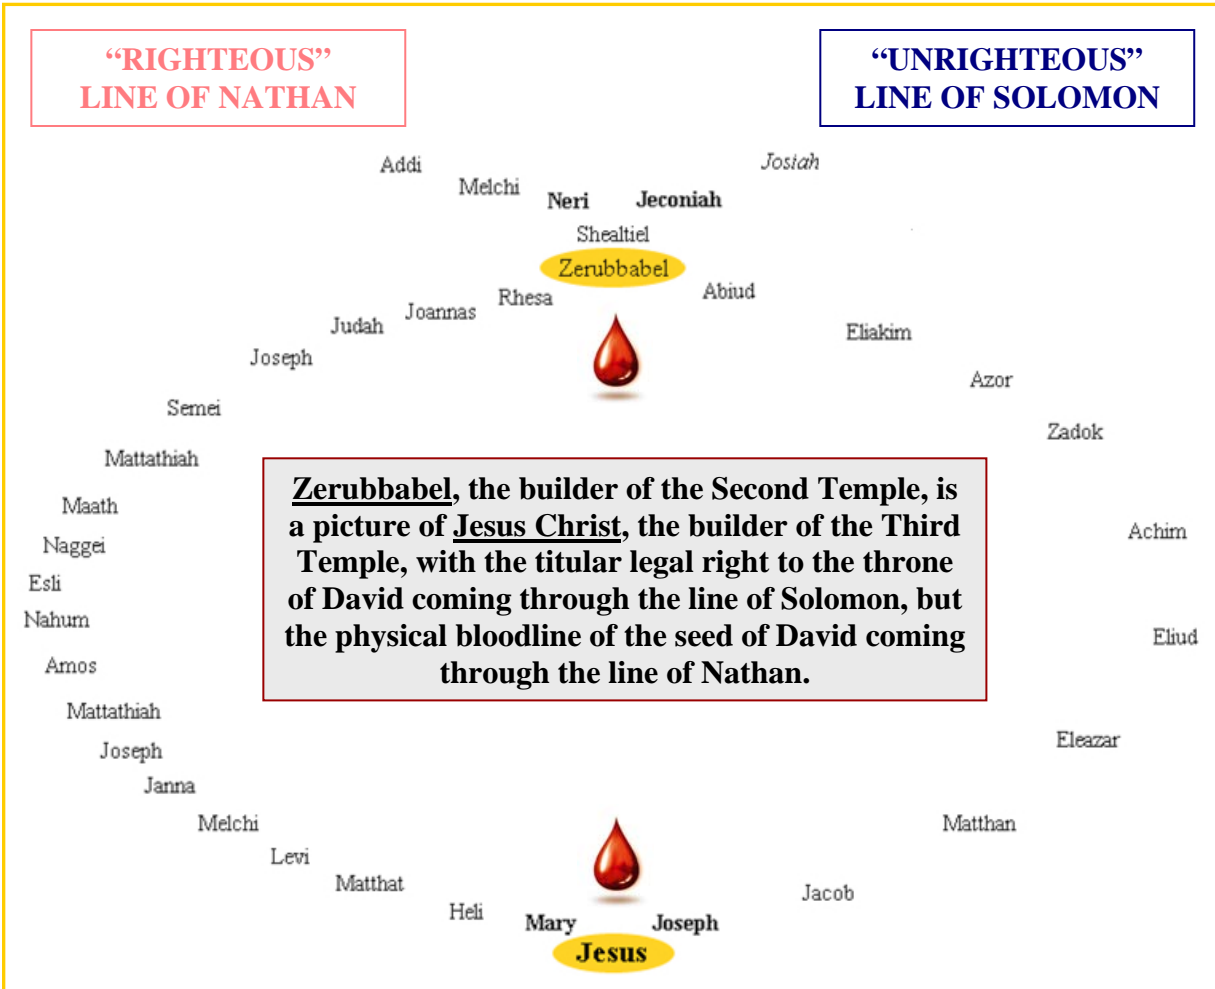 “RIGHTEOUS”
LINE OF NATHAN
“UNRIGHTEOUS”
LINE OF SOLOMON
Addi
Melchi
Neri
Jeconiah
Josiah
Shealtiel
Zerubbabel
Rhesa
Joannas
Judah
Joseph
Semei
Mattathiah
Maath
Naggei
Esli
Nahum
Amos
Mattathiah
Joseph
Janna
Melchi
Levi
Matthat
Heli
Mary
Abiud
Eliakim
Azor
Zadok
Achim
Eliud
Eleazar
Matthan
Jacob
Joseph
Jesus
Zerubbabel, the builder of the Second Temple, is
a picture of Jesus Christ, the builder of the Third
Temple, with the titular legal right to the throne
of David coming through the line of Solomon, but
the physical bloodline of the seed of David coming
through the line of Nathan.